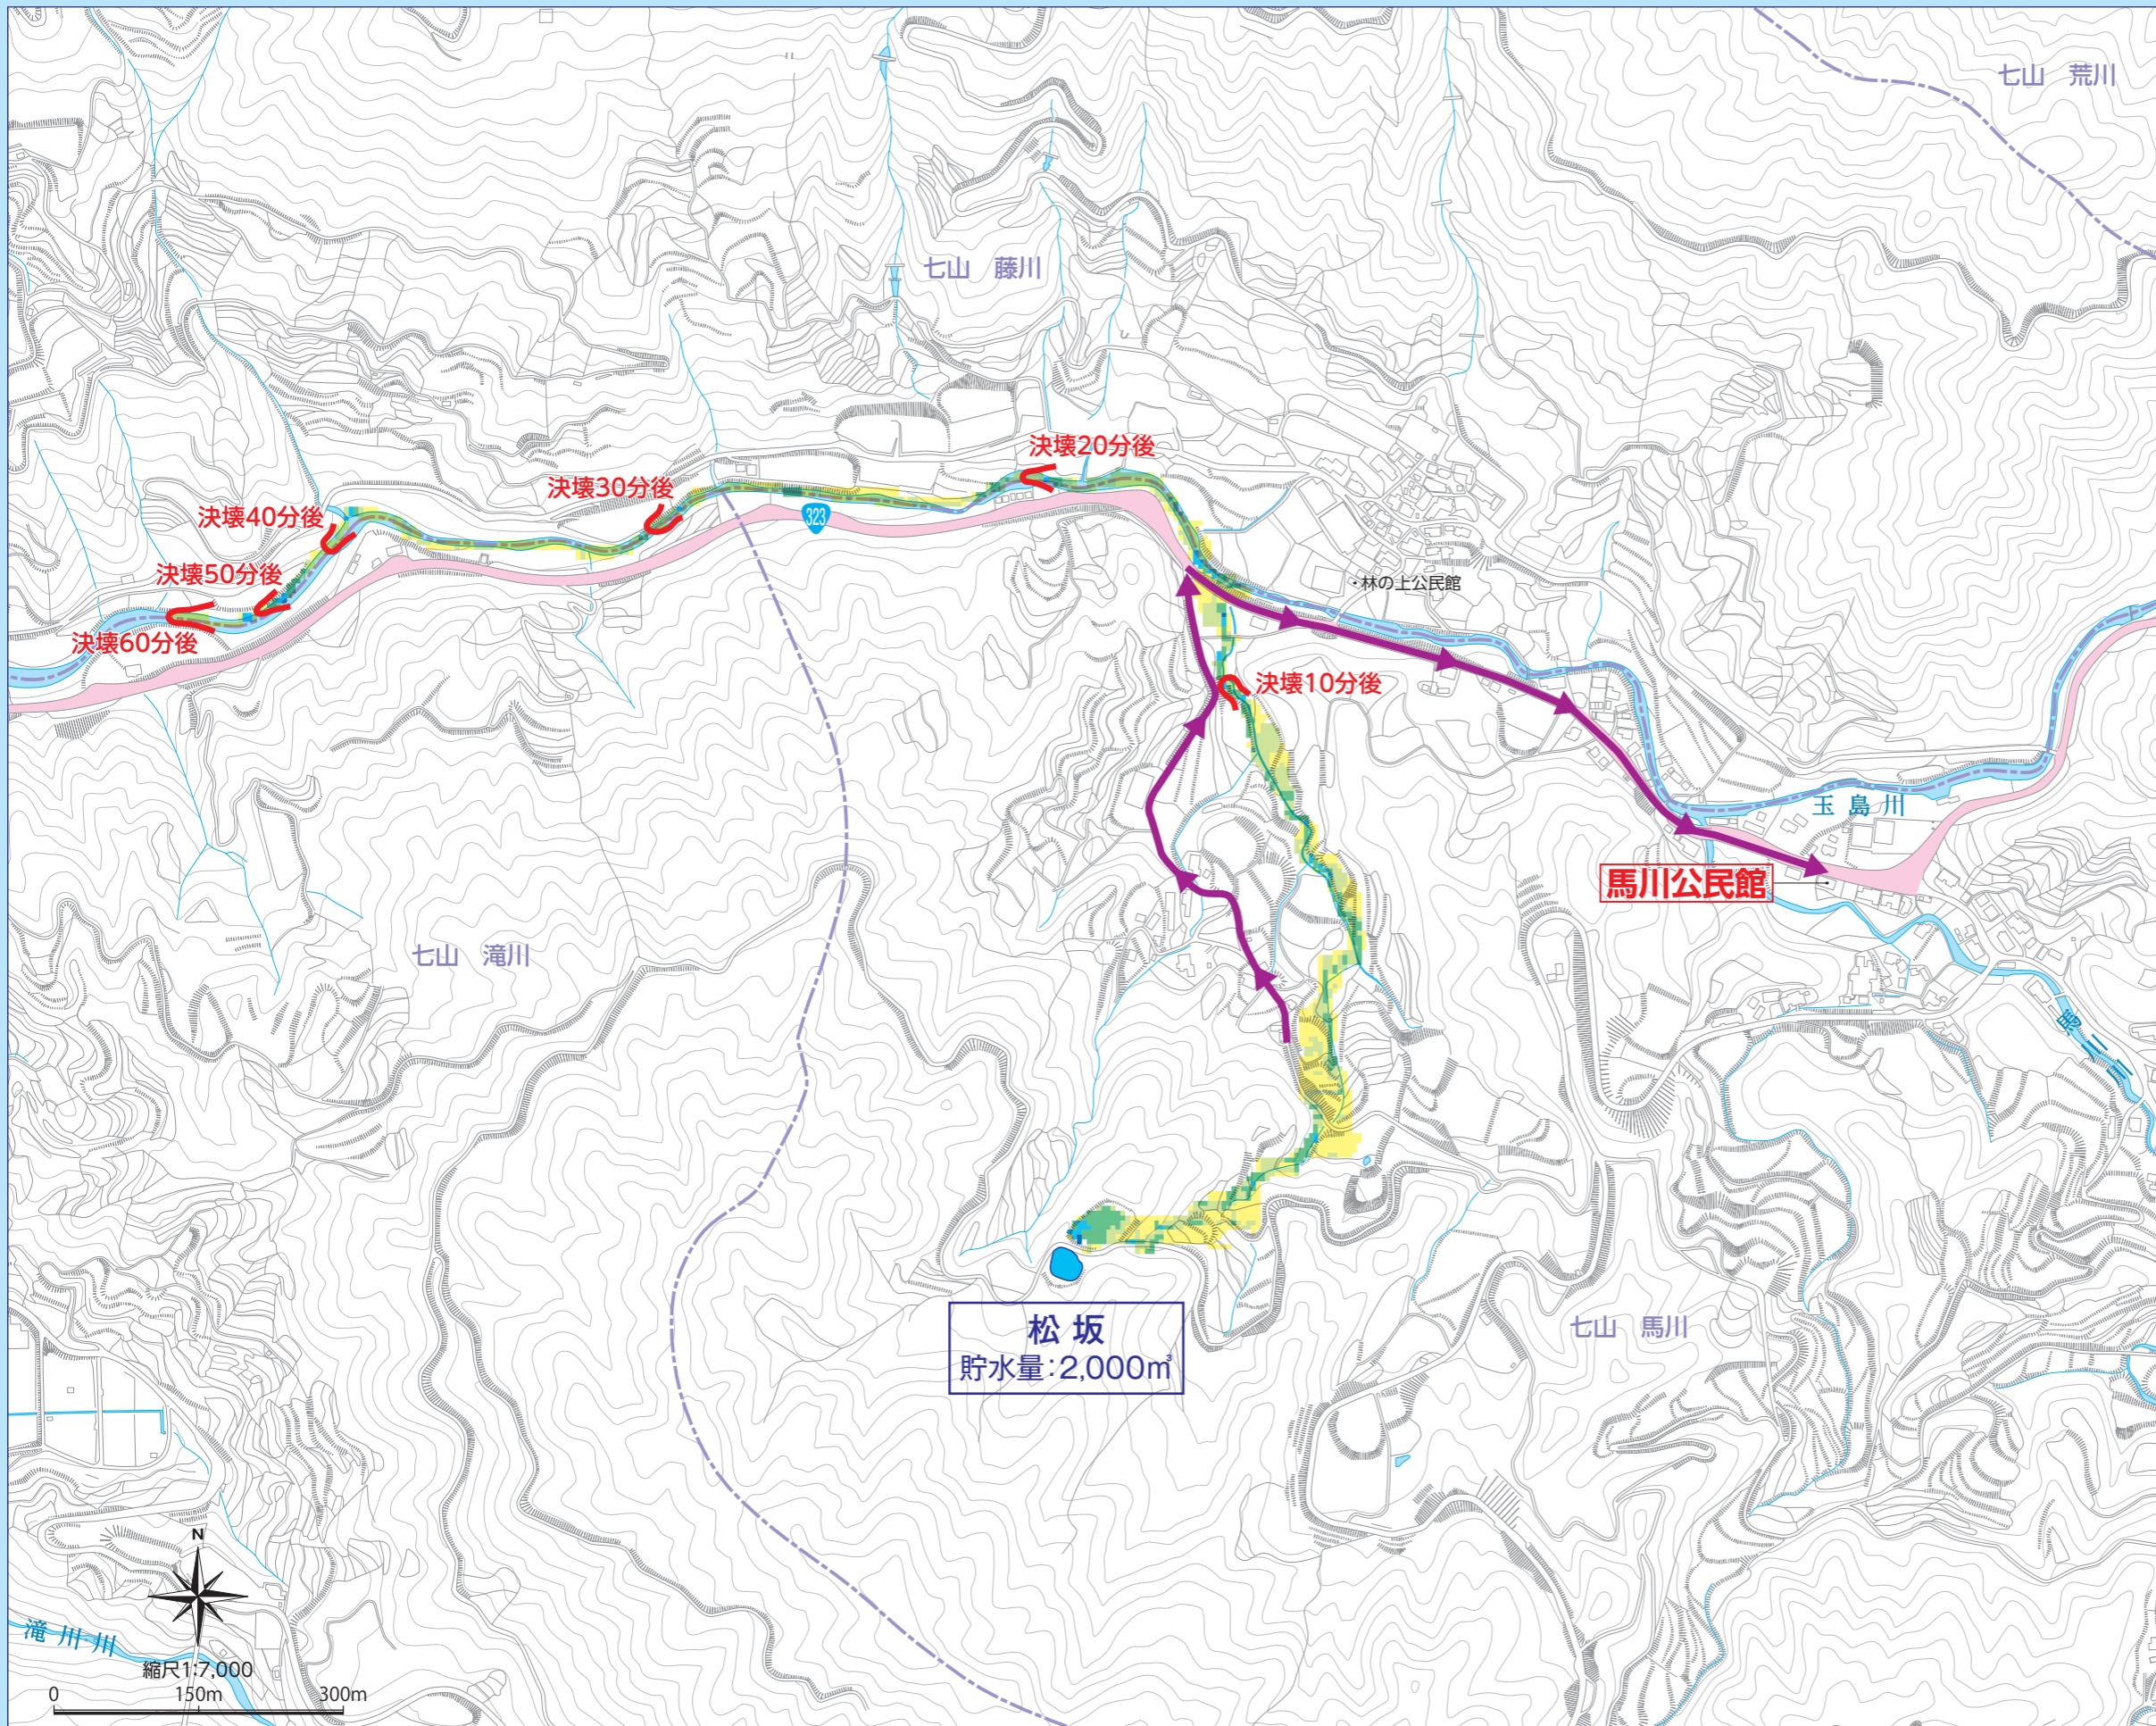 七山 荒川
七山 藤川
決壊20分後
決壊30分後
決壊40分後
323
決壊50分後
・林の上公民館
決壊60分後
決壊10分後
玉島川
馬川公民館
七山 滝川
馬川川
七山 馬川
松坂
貯水量：2,000㎥
N
滝川川
縮尺1:7,000
0 150m 300m